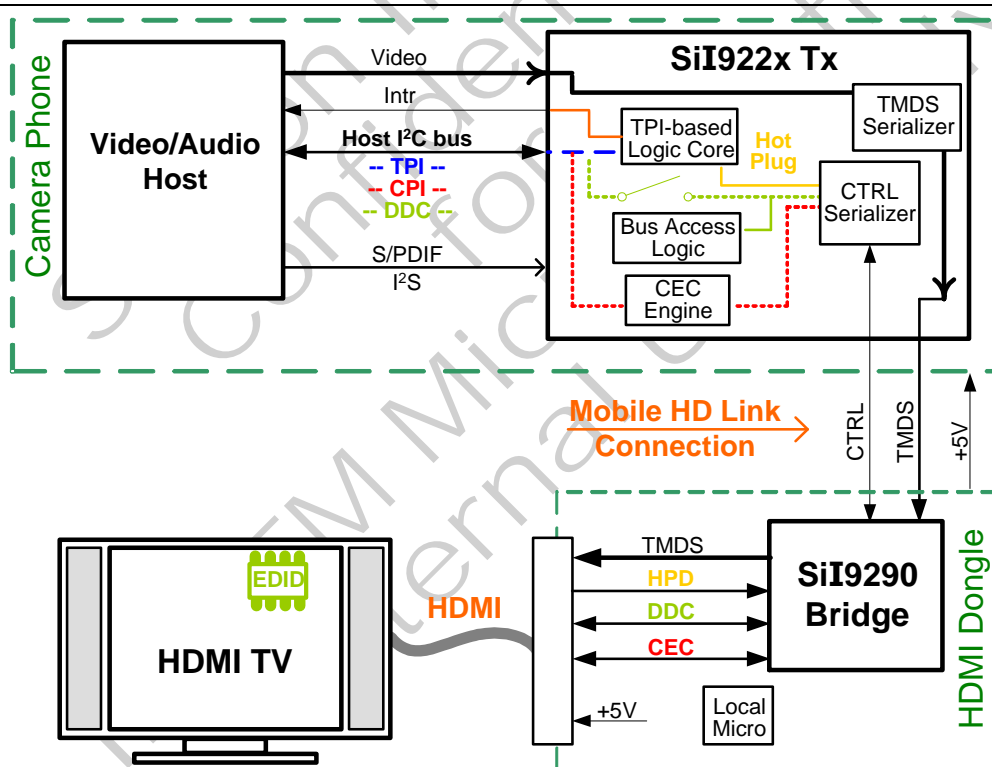 Camera Phone
Video/Audio
Host
Video
Intr
Host I²C bus
-- TPI --
-- CPI --
-- DDC --
S/PDIF
I²S
SiI922x Tx
TMDS
Serializer
TPI-based
Logic Core
Hot
Plug
CTRL
Serializer
Bus Access
Logic
CEC
Engine
Mobile HD Link
Connection
CTRL
TMDS
+5V
HDMI Dongle
SiI9290
Bridge
TMDS
HPD
DDC
CEC
+5V
Local
Micro
HDMI
EDID
HDMI TV